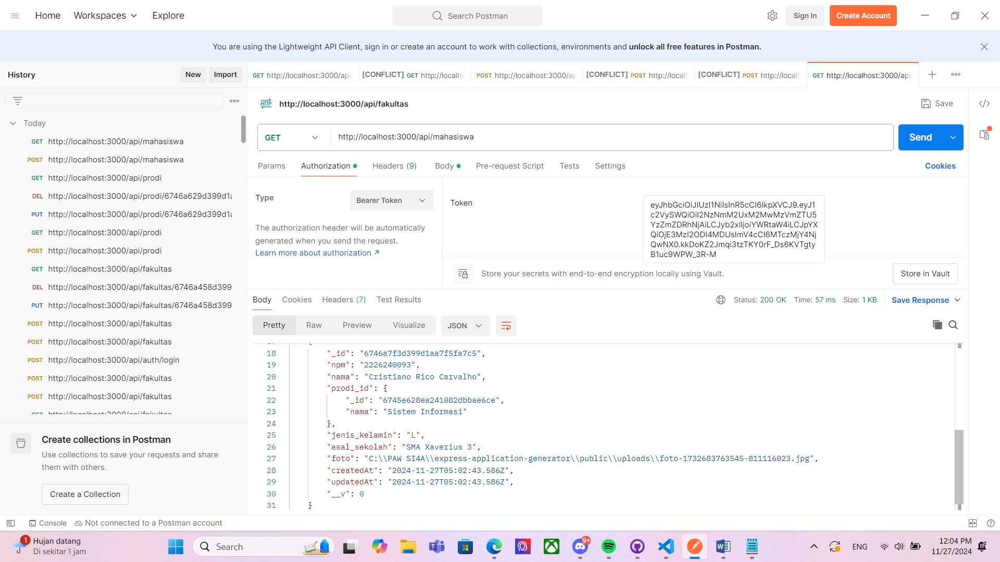 Home Workspaces Explore
Search Postman
Sign In Create Account
You are using the Lightweight API Client, sign in or create an account to work with collections, environments and unlock all free features in Postman.
History New Import
Today
GET http://localhost:3000/api/mahasiswa
POST http://localhost:3000/api/mahasiswa
GET http://localhost:3000/api/prodi
DEL http://localhost:3000/api/prodi/6746a629d399d1a
PUT http://localhost:3000/api/prodi/6746a629d399d1a
GET http://localhost:3000/api/prodi
POST http://localhost:3000/api/prodi
GET http://localhost:3000/api/fakultas
DEL http://localhost:3000/api/fakultas/6746a458d399
PUT http://localhost:3000/api/fakultas/6746a458d399
POST http://localhost:3000/api/fakultas
POST http://localhost:3000/api/fakultas
POST http://localhost:3000/api/auth/login
POST http://localhost:3000/api/fakultas
POST http://localhost:3000/api/fakultas
GET http://localhost:3000/api/fakultas
Create collections in Postman
Use collections to save your requests and share
them with others.
Create a Collection
GET http://localhost:3000/api/ [CONFLICT] GET http://localho POST http://localhost:3000/ap [CONFLICT] POST http://localh [CONFLICT] POST http://localh GET http://localhost:3000/api/
HTTP http://localhost:3000/api/fakultas Save
GET http://localhost:3000/api/mahasiswa Send
Params Authorization Headers (9) Body Pre-request Script Tests Settings Cookies
Type Bearer Token
The authorization header will be automatically
generated when you send the request.
Learn more about authorization ↗
Token
eyJhbGciOiJIUzI1NiIsInR5cCI6IkpXVCJ9.eyJ1
c2VySWQiOiI2NzNmM2UxM2MwMzVmZTU5
YzZmZDRhNjAiLCJyb2xlIjoiYWRtaW4iLCJpYX
QiOjE3MzI2ODI4MDUsImV4cCI6MTczMjY4Nj
QwNX0.kkDoKZ2Jmqi3tzTKY0rF_Ds6KVTgty
B1uc9WPW_3R-M
Store your secrets with end-to-end encryption locally using Vault. Store in Vault
Body Cookies Headers (7) Test Results Status: 200 OK Time: 57 ms Size: 1 KB Save Response
Pretty Raw Preview Visualize JSON
18 "_id": "6746a7f3d399d1aa7f5fa7c5",
19 "npm": "2226240093",
20 "nama": "Cristiano Rico Carvalho",
21 "prodi_id": {
22 "_id": "6745e628ea241082dbbae6ce",
23 "nama": "Sistem Informasi"
24 },
25 "jenis_kelamin": "L",
26 "asal_sekolah": "SMA Xaverius 3",
27 "foto": "C:\\PAW SI4A\\express-application-generator\\public\\uploads\\foto-1732683763545-811116023.jpg",
28 "createdAt": "2024-11-27T05:02:43.586Z",
29 "updatedAt": "2024-11-27T05:02:43.586Z",
30 "__v": 0
31 }
Console Not connected to a Postman account
1 Hujan datang
Di sekitar 1 jam
Search
9+
ENG
12:04 PM
11/27/2024